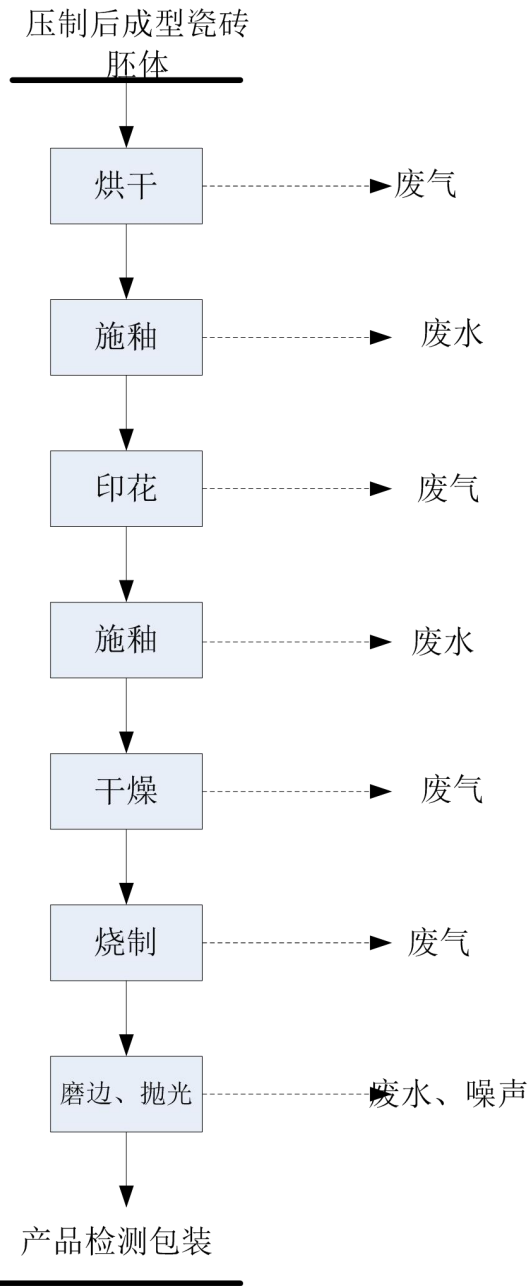 压制后成型瓷砖
胚体
烘干
废气
施釉
废水
印花
废气
施釉
废水
干燥
废气
烧制
废气
磨边、抛光
废水、噪声
产品检测包装